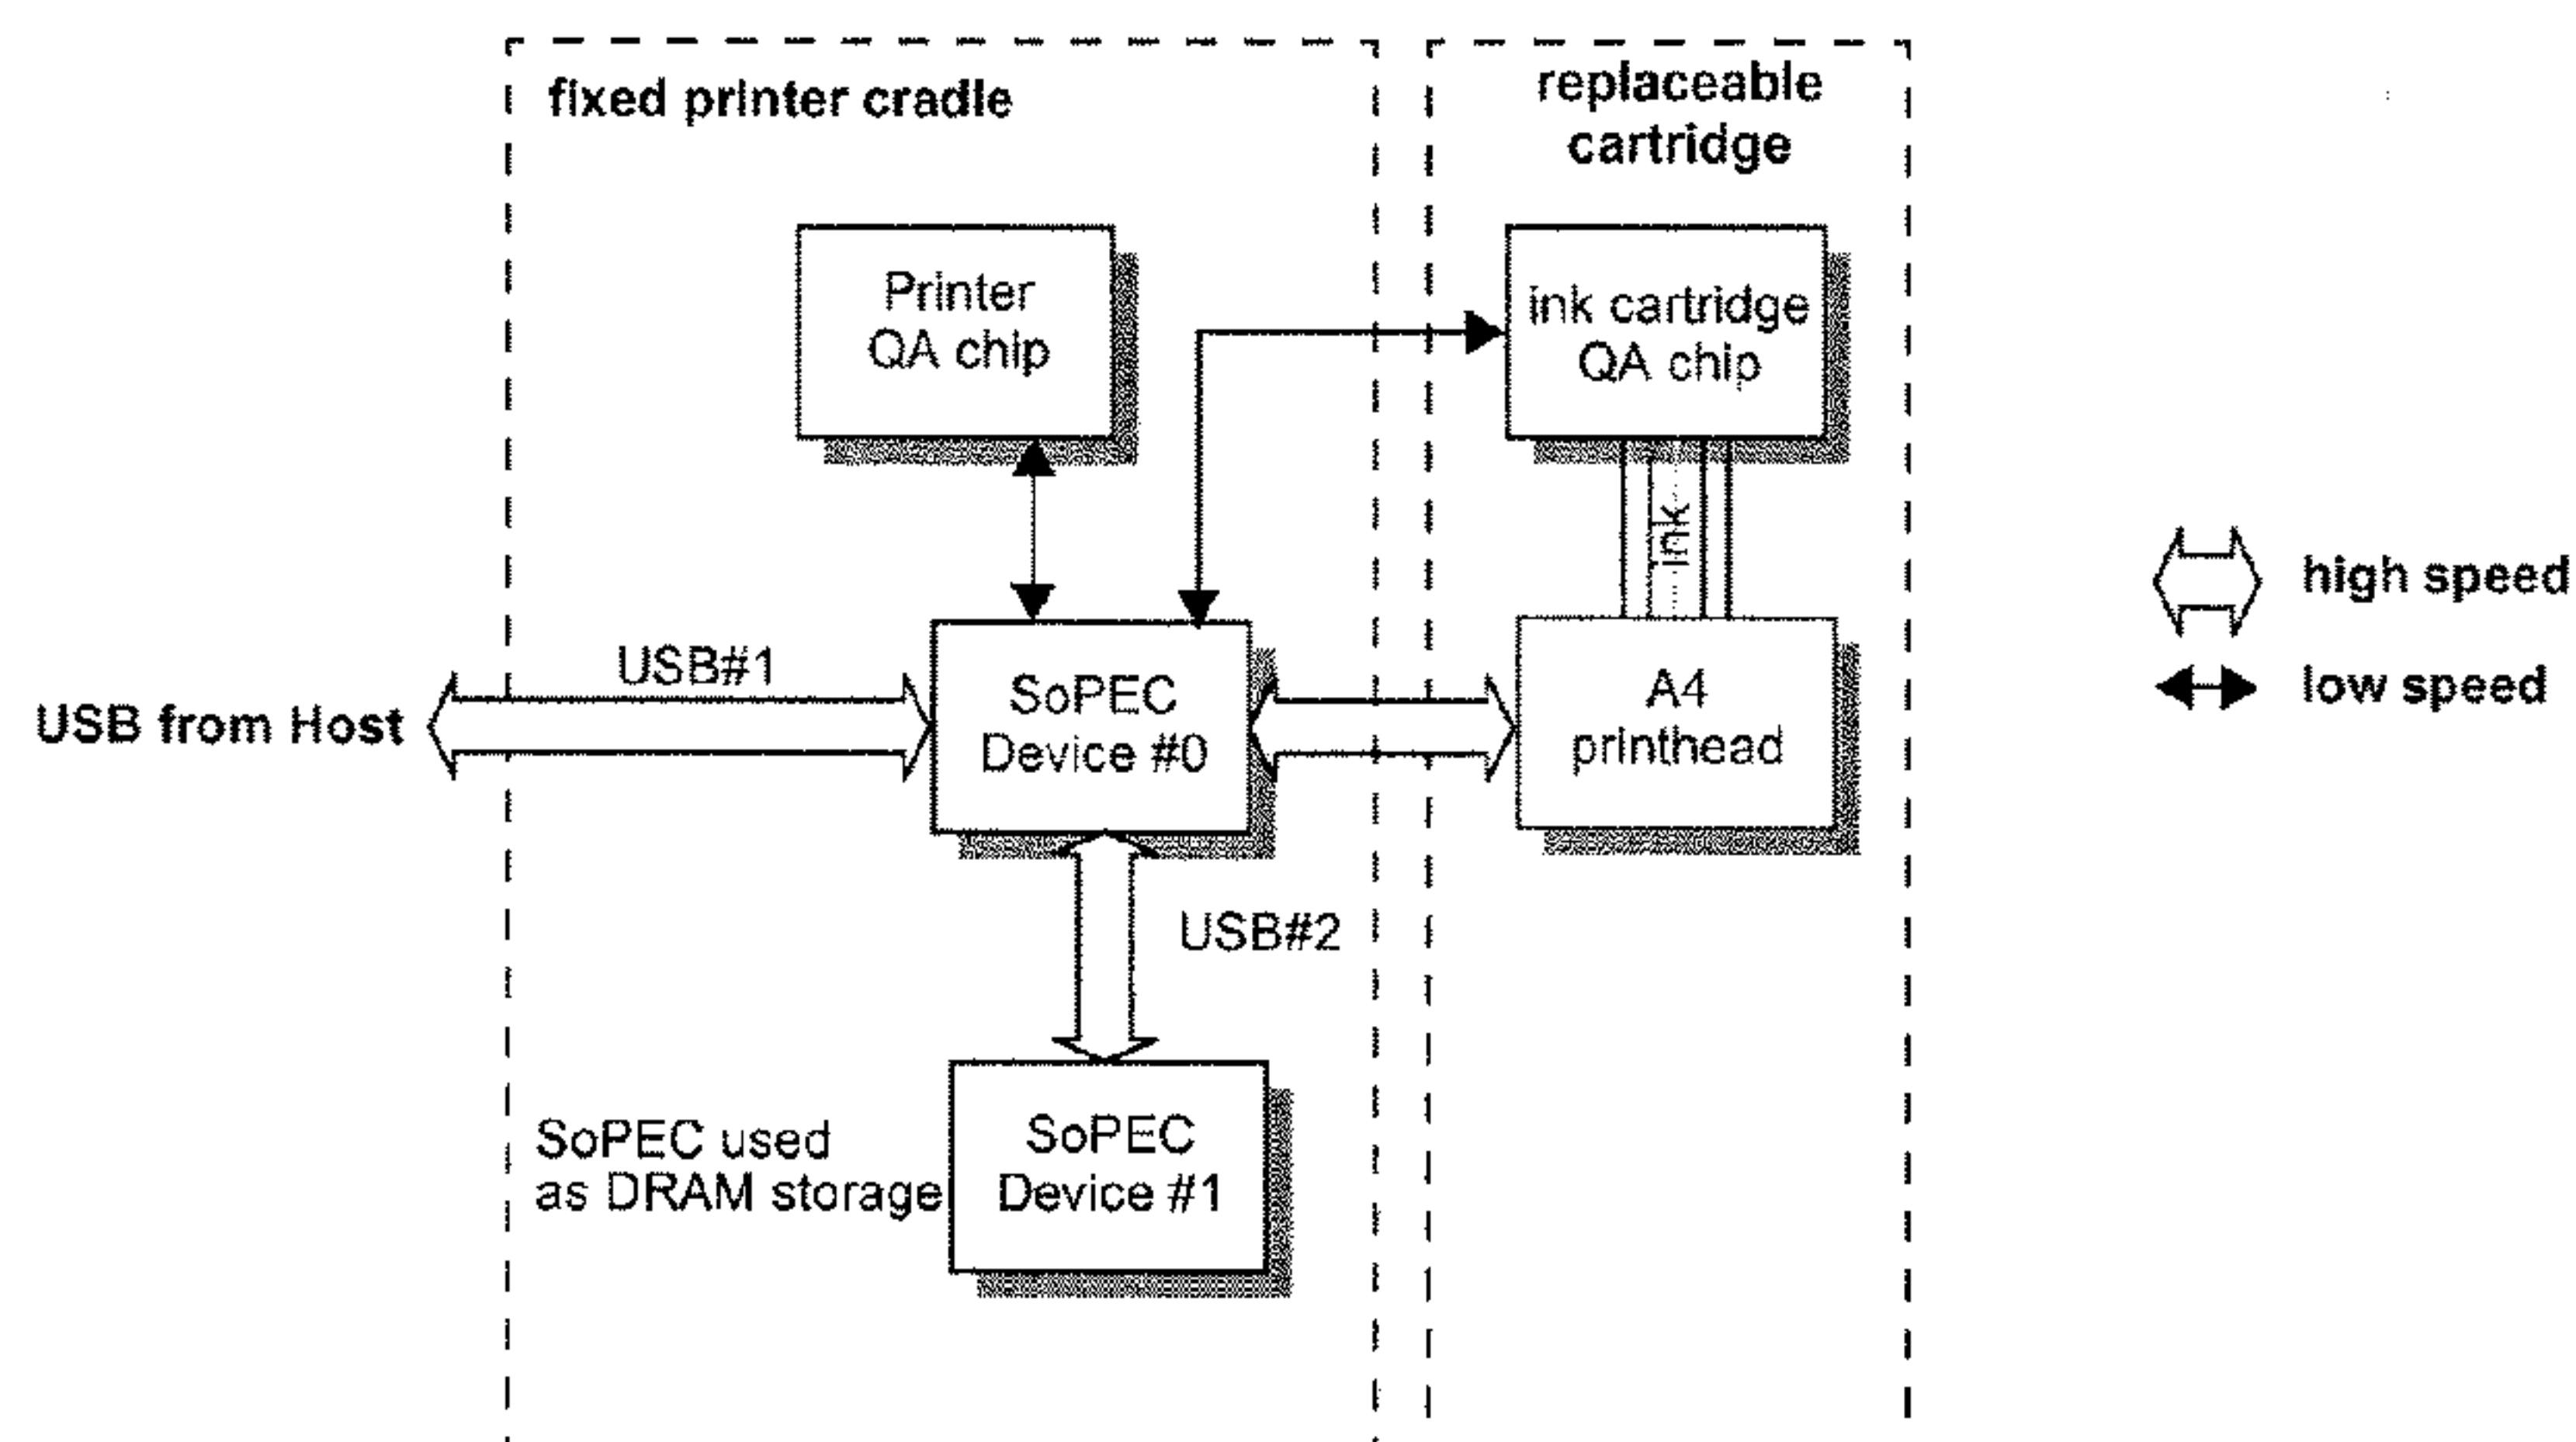 fixed printer cradle
replaceable
cartridge
Printer
QA chip
ink cartridge
QA chip
ink
high speed
low speed
USB#1
USB from Host
SoPEC
Device #0
A4
printhead
USB#2
SoPEC used
as DRAM storage
SoPEC
Device #1